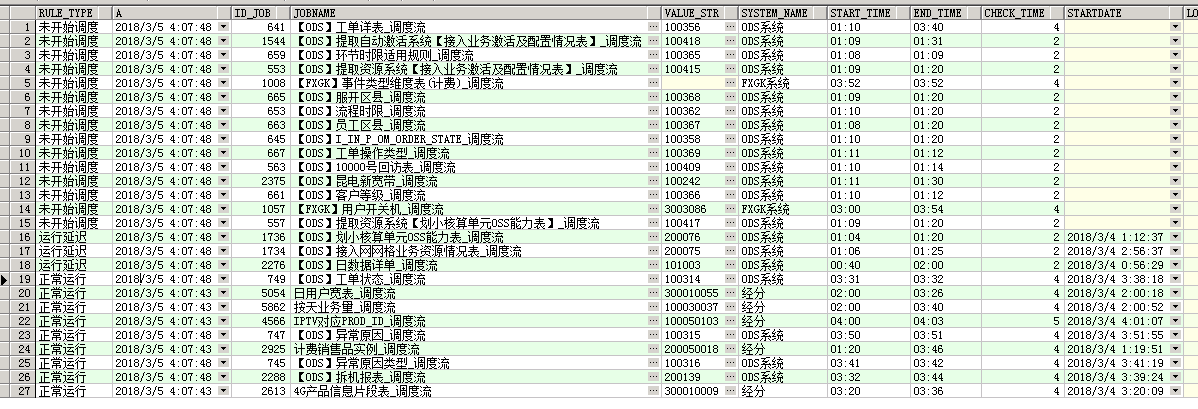 RULE_TYPE A ID_JOB JOBNAME VALUE_STR SYSTEM_NAME START_TIME END_TIME CHECK_TIME STARTDATE LO
1 未开始调度 2018/3/5 4:07:48 641 【ODS】工单详表_调度流 100356 ODS系统 01:10 03:40 4
2 未开始调度 2018/3/5 4:07:48 1544 【ODS】提取自动激活系统【接入业务激活及配置情况表】_调度流 100418 ODS系统 01:09 01:31 2
3 未开始调度 2018/3/5 4:07:48 659 【ODS】环节时限适用规则_调度流 100365 ODS系统 01:08 01:09 2
4 未开始调度 2018/3/5 4:07:48 553 【ODS】提取资源系统【接入业务激活及配置情况表】_调度流 100415 ODS系统 01:09 01:20 2
5 未开始调度 2018/3/5 4:07:48 1008 【FXGK】事件类型维度表(计费)_调度流 FXGK系统 03:52 03:52 4
6 未开始调度 2018/3/5 4:07:48 665 【ODS】服开区县_调度流 100368 ODS系统 01:09 01:20 2
7 未开始调度 2018/3/5 4:07:48 653 【ODS】流程时限_调度流 100362 ODS系统 01:10 01:20 2
8 未开始调度 2018/3/5 4:07:48 663 【ODS】员工区县_调度流 100367 ODS系统 01:08 01:20 2
9 未开始调度 2018/3/5 4:07:48 645 【ODS】I_IN_P_OM_ORDER_STATE_调度流 100358 ODS系统 01:10 01:20 2
10 未开始调度 2018/3/5 4:07:48 667 【ODS】工单操作类型_调度流 100369 ODS系统 01:11 01:12 2
11 未开始调度 2018/3/5 4:07:48 563 【ODS】10000号回访表_调度流 100409 ODS系统 01:10 01:14 2
12 未开始调度 2018/3/5 4:07:48 2375 【ODS】昆电新宽带_调度流 100242 ODS系统 01:11 01:30 2
13 未开始调度 2018/3/5 4:07:48 661 【ODS】客户等级_调度流 100366 ODS系统 01:10 01:12 2
14 未开始调度 2018/3/5 4:07:48 1057 【FXGK】用户开关机_调度流 3003086 FXGK系统 03:00 03:54 4
15 未开始调度 2018/3/5 4:07:48 557 【ODS】提取资源系统【划小核算单元OSS能力表】_调度流 100417 ODS系统 01:09 01:20 2
16 运行延迟 2018/3/5 4:07:48 1736 【ODS】划小核算单元OSS能力表_调度流 200076 ODS系统 01:04 01:20 2 2018/3/4 1:12:37
17 运行延迟 2018/3/5 4:07:48 1734 【ODS】接入网网格业务资源情况表_调度流 200075 ODS系统 01:06 01:25 2 2018/3/4 2:56:37
18 运行延迟 2018/3/5 4:07:48 2276 【ODS】日数据详单_调度流 101003 ODS系统 00:40 02:00 2 2018/3/4 0:56:29
19 正常运行 2018/3/5 4:07:48 749 【ODS】工单状态_调度流 100314 ODS系统 03:31 03:32 4 2018/3/4 3:38:18
20 正常运行 2018/3/5 4:07:43 5054 日用户宽表_调度流 300010055 经分 02:00 03:26 4 2018/3/4 2:00:18
21 正常运行 2018/3/5 4:07:43 5862 按天业务量_调度流 100030037 经分 02:00 03:40 4 2018/3/4 2:00:52
22 正常运行 2018/3/5 4:07:43 4566 IPTV对应PROD_ID_调度流 100050103 经分 04:00 04:03 5 2018/3/4 4:01:07
23 正常运行 2018/3/5 4:07:48 747 【ODS】异常原因_调度流 100315 ODS系统 03:50 03:51 4 2018/3/4 3:51:55
24 正常运行 2018/3/5 4:07:43 2925 计费销售品实例_调度流 200050018 经分 01:20 03:46 4 2018/3/4 1:19:51
25 正常运行 2018/3/5 4:07:48 745 【ODS】异常原因类型_调度流 100316 ODS系统 03:41 03:42 4 2018/3/4 3:41:19
26 正常运行 2018/3/5 4:07:48 2288 【ODS】拆机报表_调度流 200139 ODS系统 03:32 03:44 4 2018/3/4 3:39:24
27 正常运行 2018/3/5 4:07:43 2613 4G产品信息片段表_调度流 300010009 经分 03:20 03:36 4 2018/3/4 3:20:09